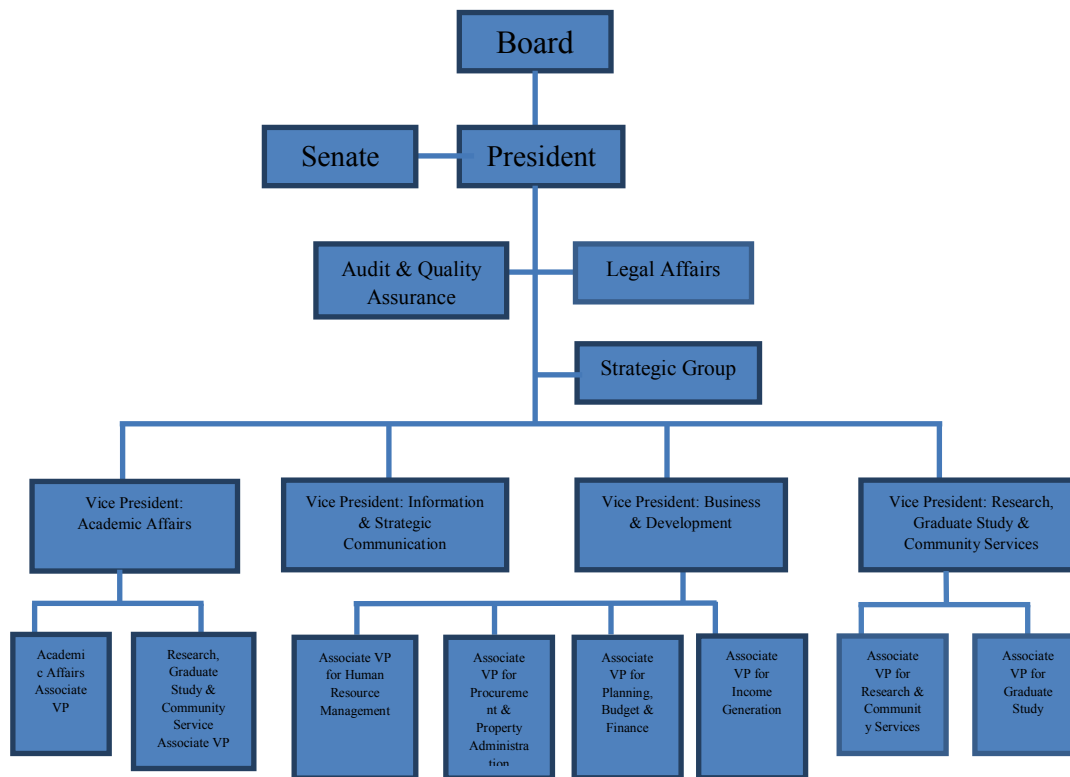 Board
Senate
President
Audit & Quality
Assurance
Legal Affairs
Strategic Group
Vice President:
Academic Affairs
Vice President: Information
& Strategic
Communication
Vice President: Business
& Development
Vice President: Research,
Graduate Study &
Community Services
Academi
c Affairs
Associate
VP
Research,
Graduate
Study &
Community
Service
Associate VP
Associate VP
for Human
Resource
Management
Associate
VP for
Procureme
nt &
Property
Administra
tion
Associate
VP for
Planning,
Budget &
Finance
Associate
VP for
Income
Generation
Associate
VP for
Research &
Communit
y Services
Associate
VP for
Graduate
Study